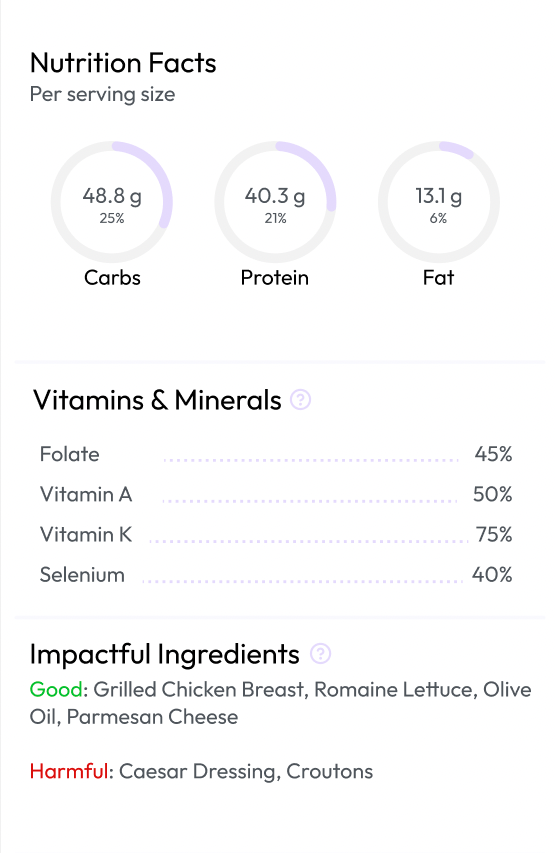 Nutrition Facts
Per serving size
48.8 g 40.3 g 13.1 g
25% 21% 6%
Carbs Protein Fat
Vitamins & Minerals ?
Folate 45%
Vitamin A 50%
Vitamin K 75%
Selenium 40%
Impactful Ingredients ?
Good: Grilled Chicken Breast, Romaine Lettuce, Olive
Oil, Parmesan Cheese
Harmful: Caesar Dressing, Croutons